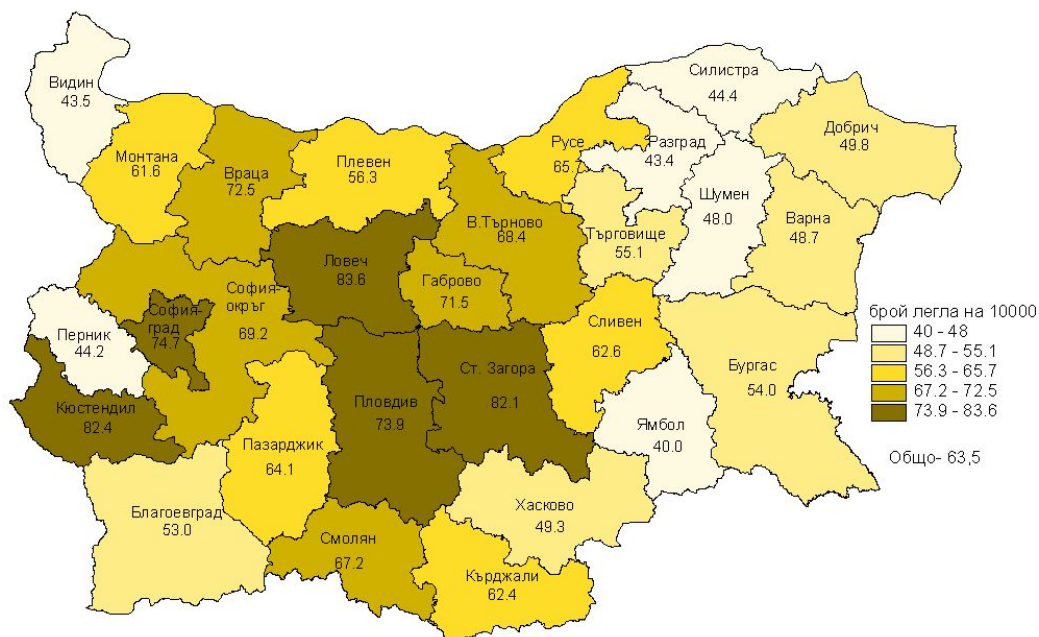 Видин
43.5
Монтана
61.6
Враца
72.5
Плевен
56.3
Русе
65.7
Силистра
44.4
Разград
43.4
Добрич
49.8
Шумен
48.0
Варна
48.7
Търговище
55.1
В.Търново
68.4
Ловеч
83.6
Габрово
71.5
София-
окръг
69.2
София-
град
74.7
Перник
44.2
Кюстендил
82.4
Сливен
62.6
Бургас
54.0
Ст. Загора
82.1
Пловдив
73.9
Пазарджик
64.1
Ямбол
40.0
Благоевград
53.0
Хасково
49.3
Смолян
67.2
Кърджали
62.4
брой легла на 10000
40 - 48
48.7 - 55.1
56.3 - 65.7
67.2 - 72.5
73.9 - 83.6
Общо- 63,5